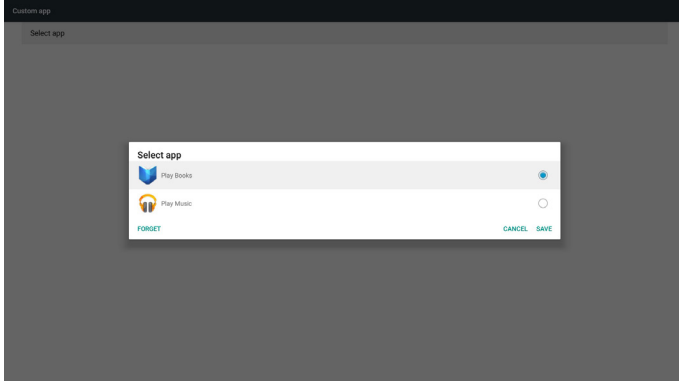 Custom app
Select app
Select app
Play Books
Play Music
FORGET CANCEL SAVE